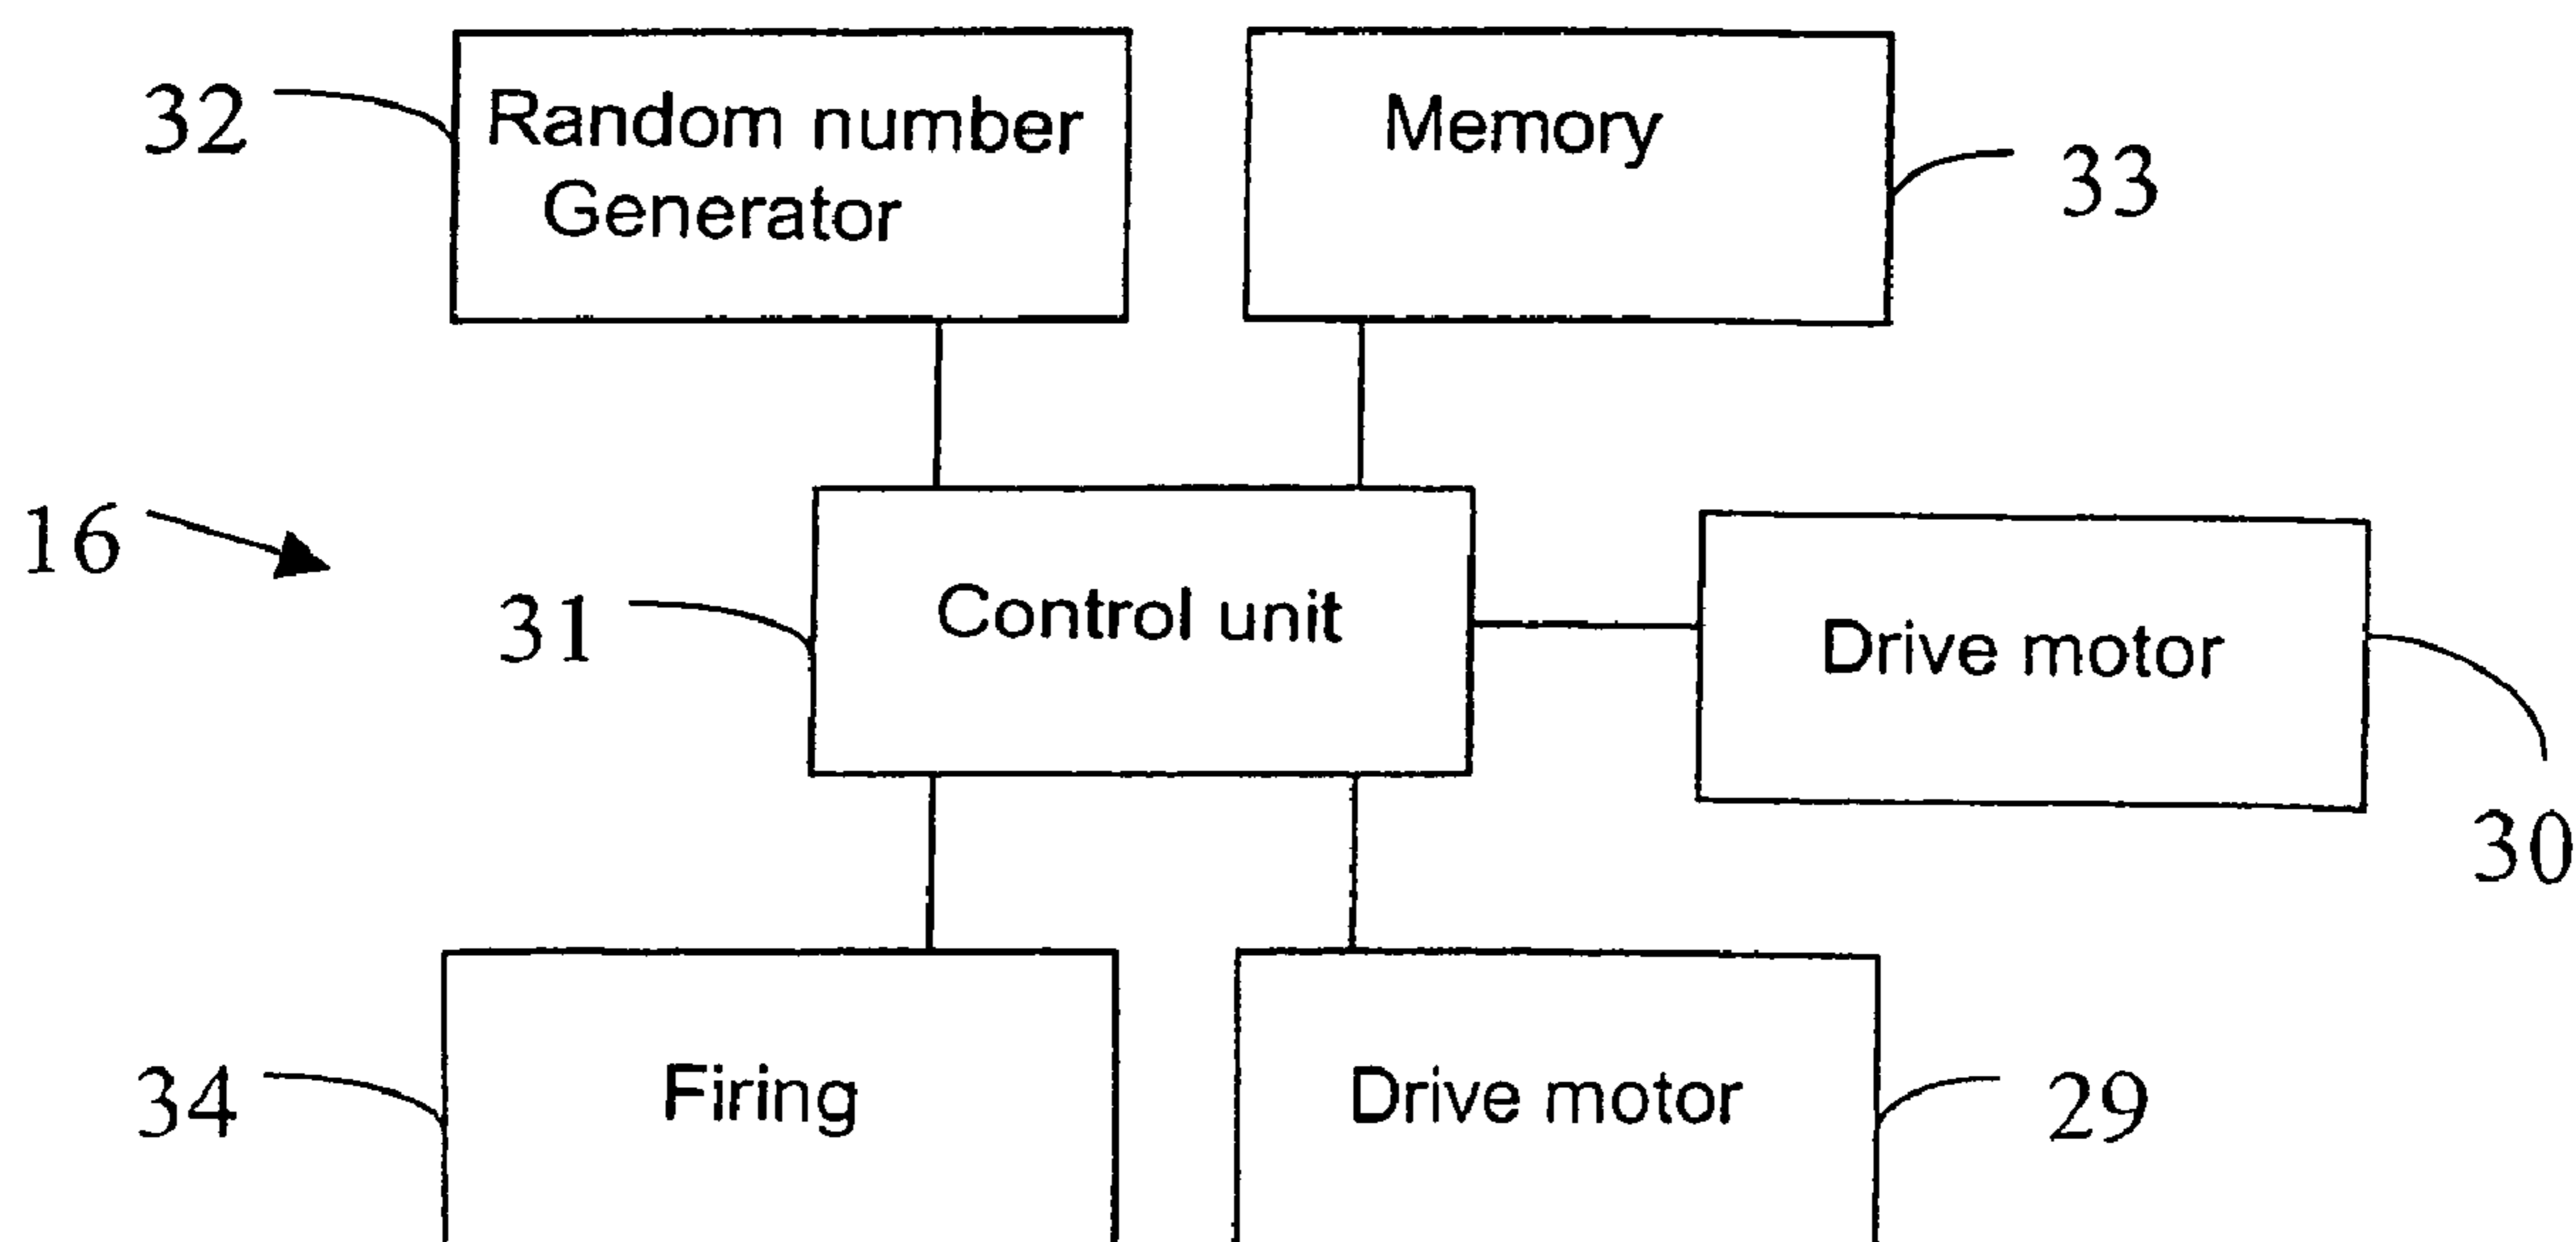 32
Random number
Generator
Memory
33
16
31
Control unit
Drive motor
30
34
Firing
Drive motor
29